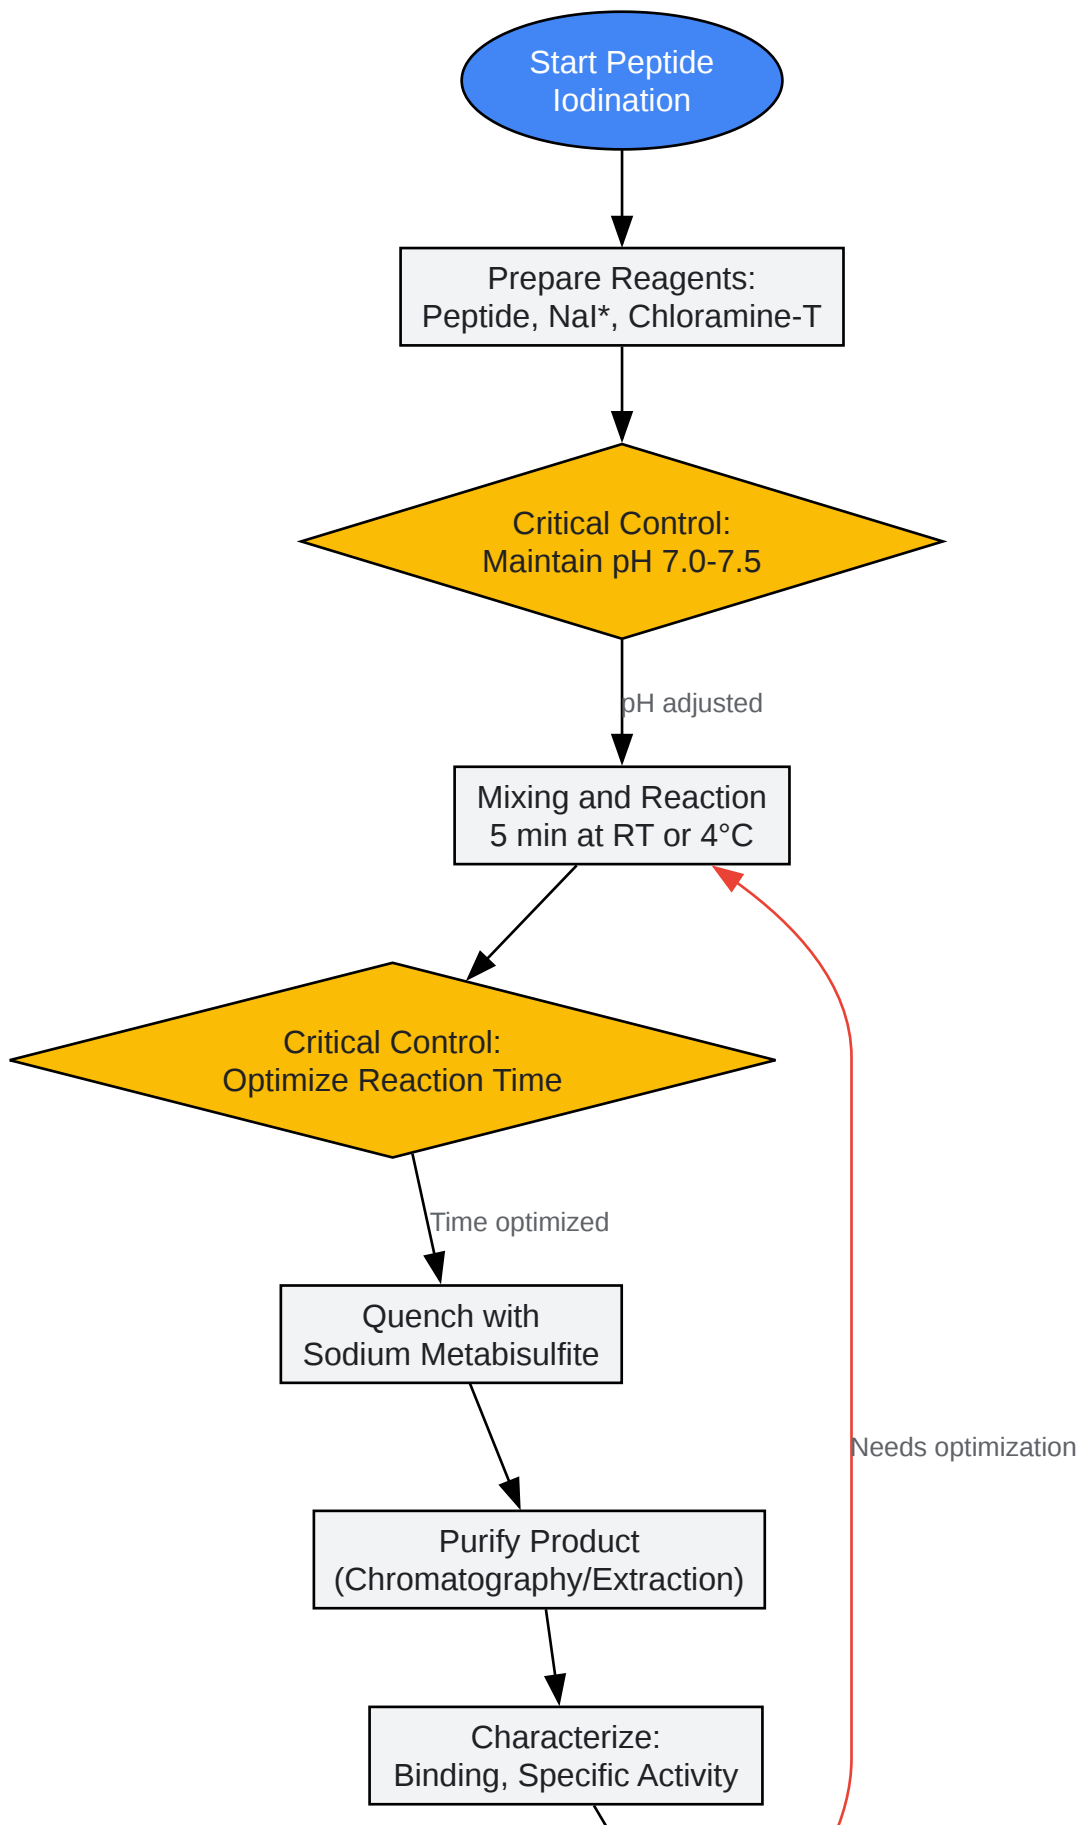 Start Peptide
Iodination
Prepare Reagents:
Peptide, NaI*, Chloramine-T
Critical Control:
Maintain pH 7.0-7.5
pH adjusted
Mixing and Reaction
5 min at RT or 4°C
Critical Control:
Optimize Reaction Time
Time optimized
Quench with
Sodium Metabisulfite
Needs optimization
Purify Product
(Chromatography/Extraction)
Characterize:
Binding, Specific Activity